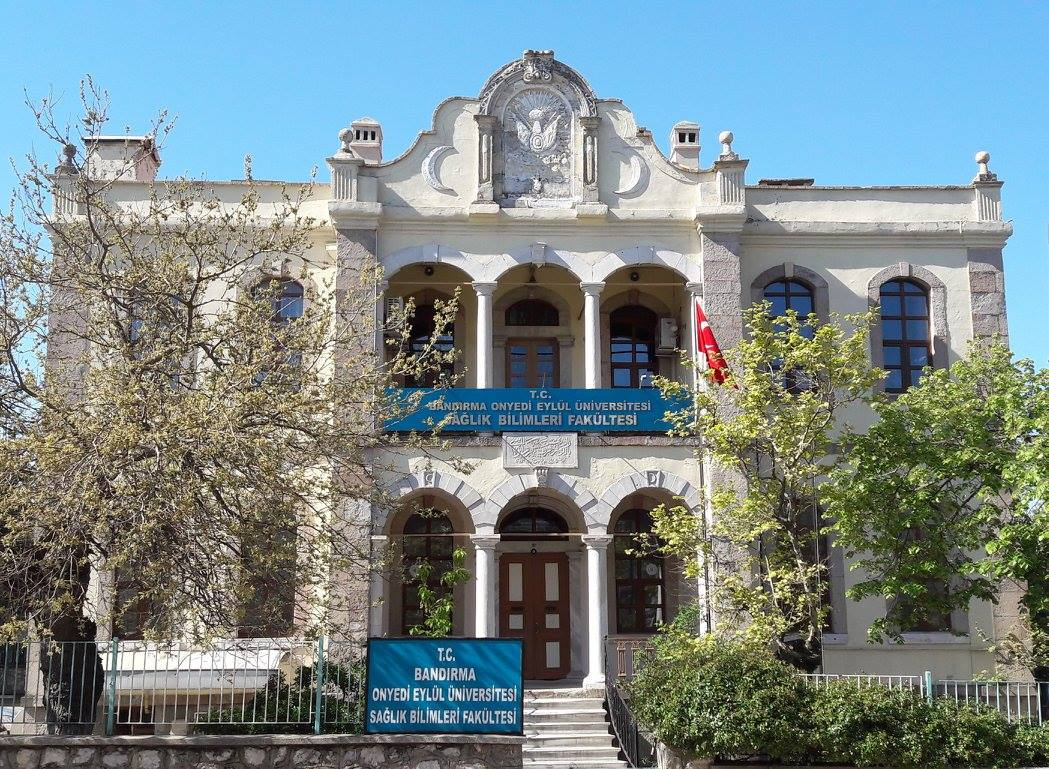 T.C.
BANDIRMA ONYEDİ EYLÜL ÜNİVERSİTESİ
SAĞLIK BİLİMLERİ FAKÜLTESİ
T.C.
BANDIRMA
ONYEDİ EYLÜL ÜNİVERSİTESİ
SAĞLIK BİLİMLERİ FAKÜLTESİ